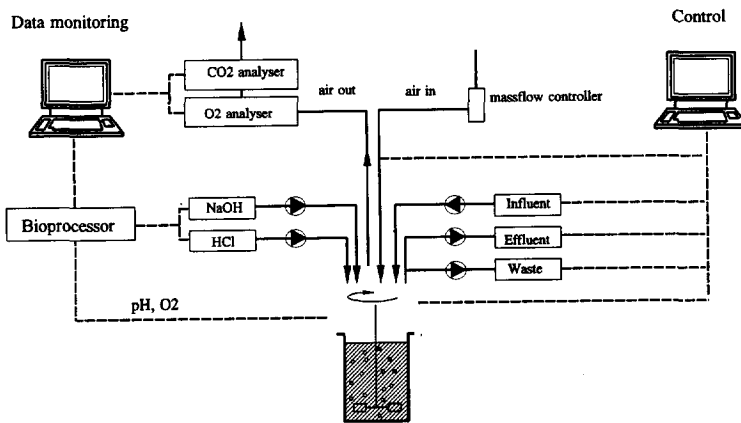 Data monitoring
Control
CO2 analyser
O2 analyser
air out
air in
massflow controller
NaOH
HCl
Bioprocessor
Influent
Effluent
Waste
pH, O2